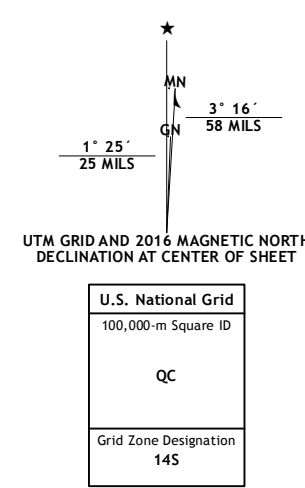 ★
MN
3° 16´
58 MILS
GN
1° 25´
25 MILS
UTM GRID AND 2016 MAGNETIC NORTH
DECLINATION AT CENTER OF SHEET
U.S. National Grid
100,000-m Square ID
QC
Grid Zone Designation
14S